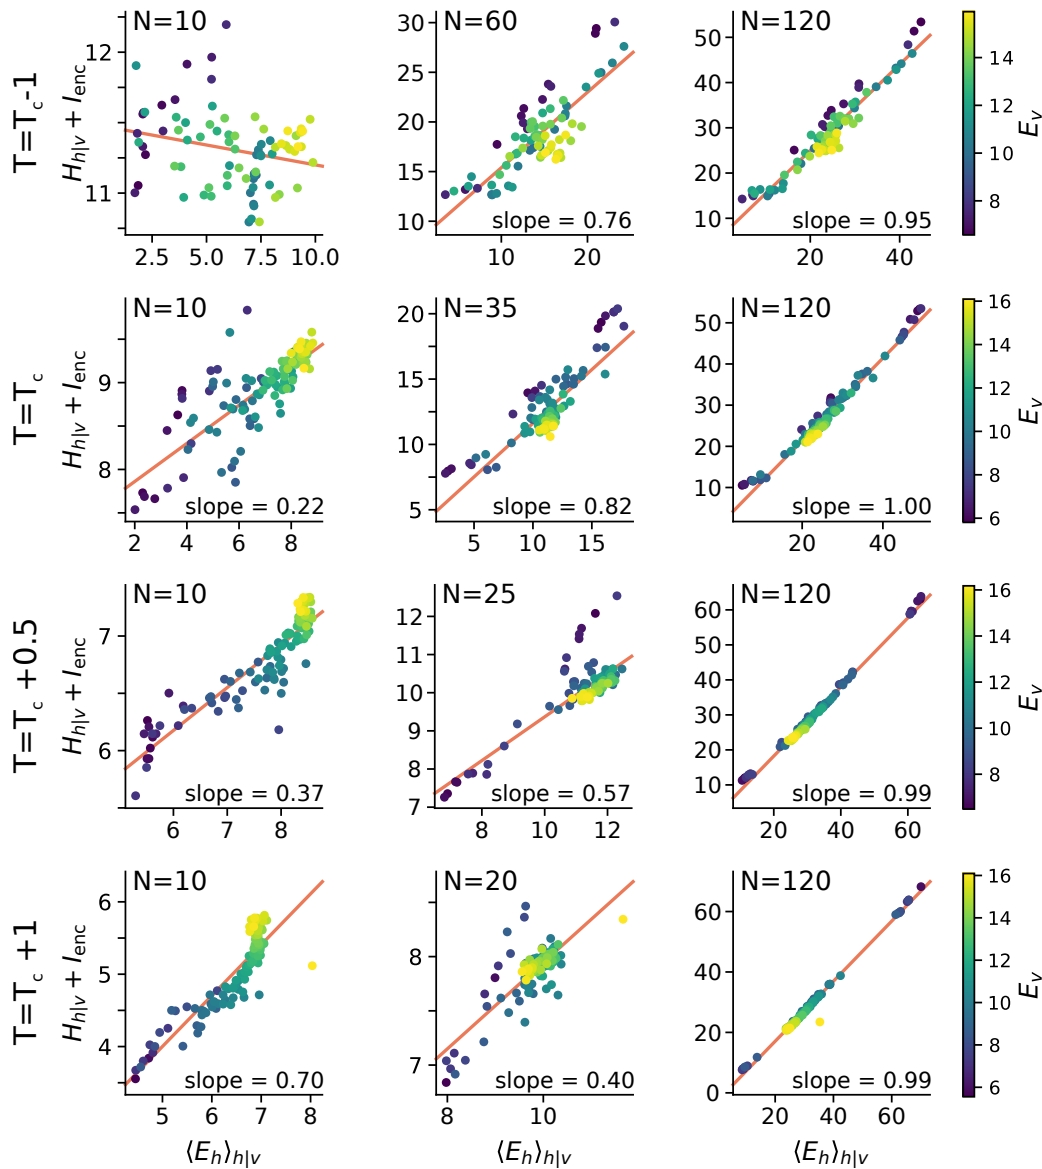 T=T_c-1
H_{h|v} + I_enc
N=10
12
11
2.5 5.0 7.5 10.0
N=60
30
25
20
15
10
slope = 0.76
10 20
N=120
50
40
30
20
10
slope = 0.95
20 40
14
12
10
8
E_v
T=T_c
H_{h|v} + I_enc
N=10
9
8
slope = 0.22
2 4 6 8
N=35
20
15
10
5
slope = 0.82
5 10 15
N=120
50
40
30
20
10
slope = 1.00
20 40
16
14
12
10
8
6
E_v
T=T_c +0.5
H_{h|v} + I_enc
N=10
7
6
slope = 0.37
6 7 8
N=25
12
11
10
9
8
7
slope = 0.57
8 10 12
N=120
60
50
40
30
20
10
slope = 0.99
20 40 60
16
14
12
10
8
E_v
T=T_c +1
H_{h|v} + I_enc
N=10
6
5
4
slope = 0.70
5 6 7 8
⟨E_h⟩_{h|v}
N=20
8
7
slope = 0.40
8 10
⟨E_h⟩_{h|v}
N=120
60
40
20
0
slope = 0.99
20 40 60
⟨E_h⟩_{h|v}
16
14
12
10
8
6
E_v